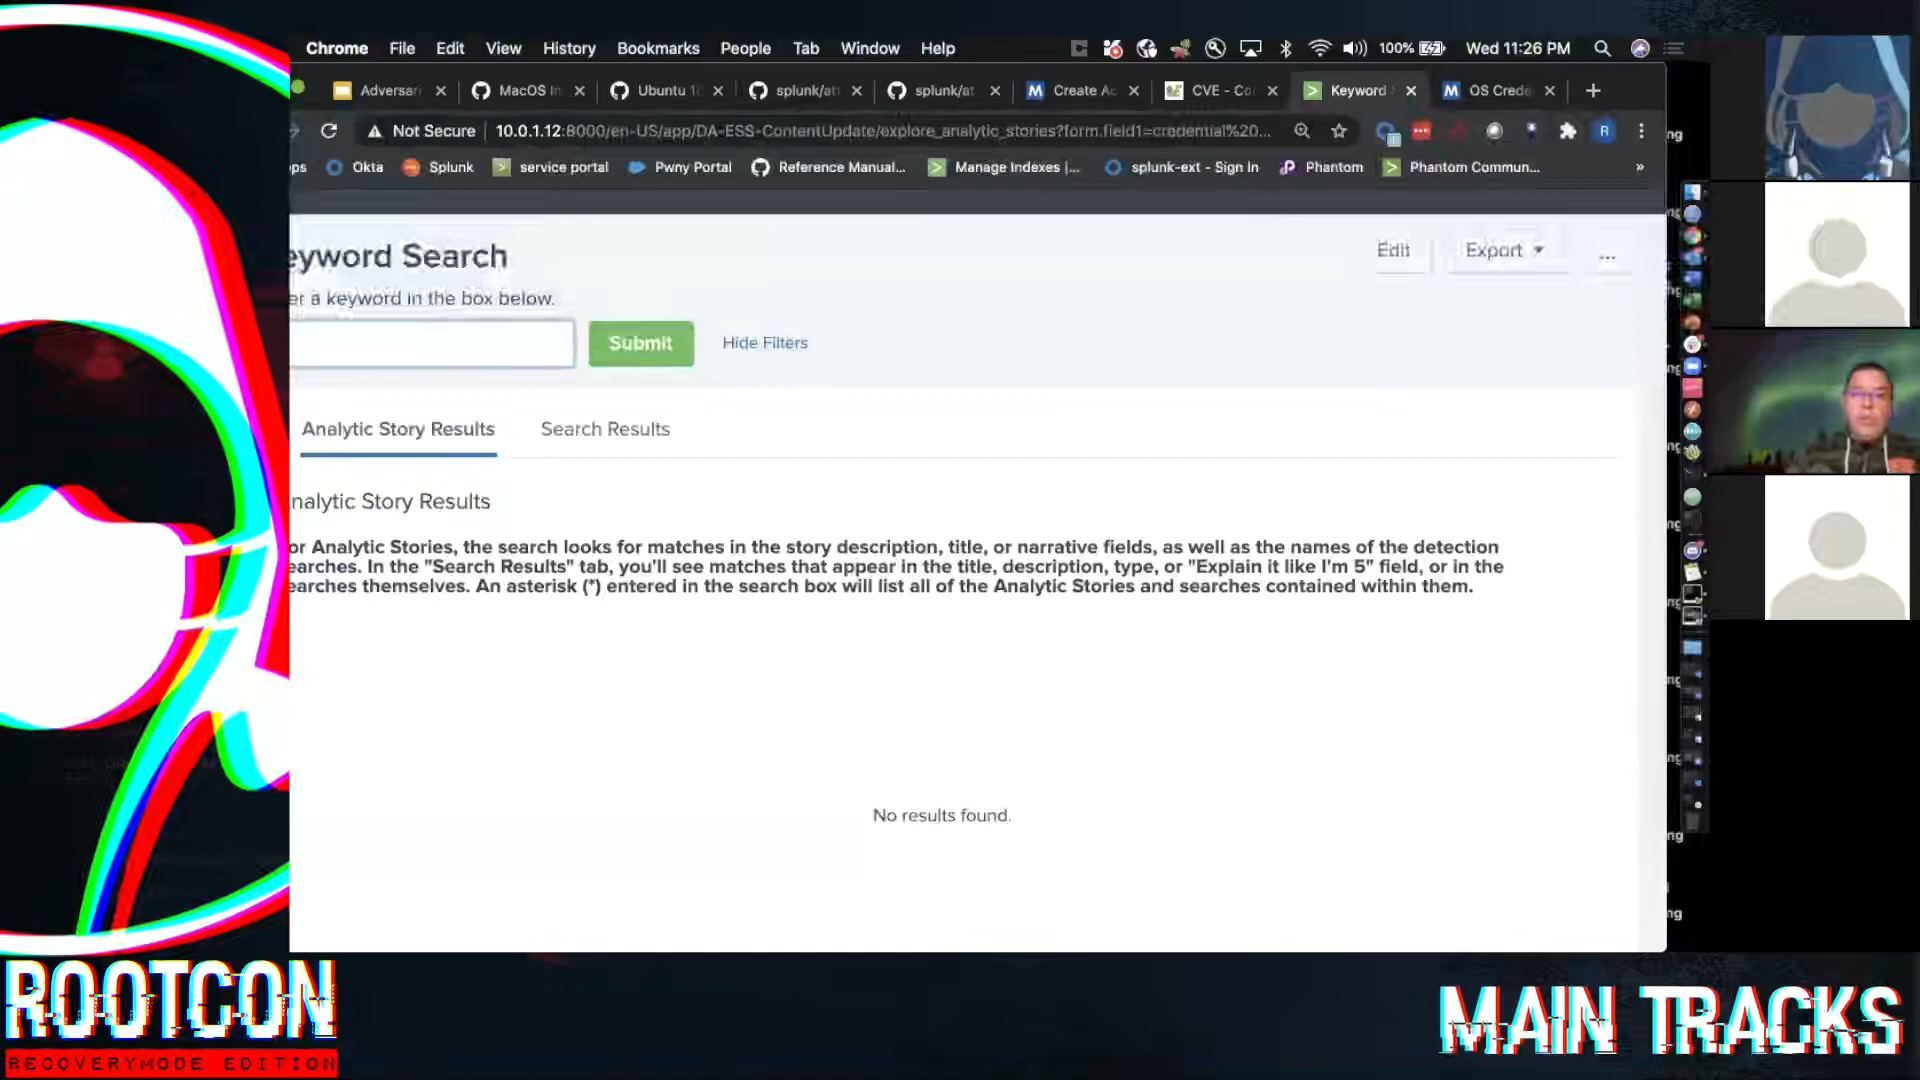 Chrome File Edit View History Bookmarks People Tab Window Help 100% Wed 11:26 PM
Adversari MacOS In Ubuntu 1 splunk/at splunk/at Create Ac CVE - Co Keyword S OS Crede
Not Secure 10.0.1.12:8000/en-US/app/DA-ESS-ContentUpdate/explore_analytic_stories?form.field1=credential%20...
ps Okta Splunk service portal Pwny Portal Reference Manual... Manage Indexes |... splunk-ext - Sign In Phantom Phantom Commun... »
eyword Search
Edit Export ...
er a keyword in the box below.
Submit Hide Filters
Analytic Story Results Search Results
nalytic Story Results
or Analytic Stories, the search looks for matches in the story description, title, or narrative fields, as well as the names of the detection
earches. In the "Search Results" tab, you'll see matches that appear in the title, description, type, or "Explain it like I'm 5" field, or in the
earches themselves. An asterisk (*) entered in the search box will list all of the Analytic Stories and searches contained within them.
No results found.
ROOTCON
RECOVERYMODE EDITION
MAIN TRACKS